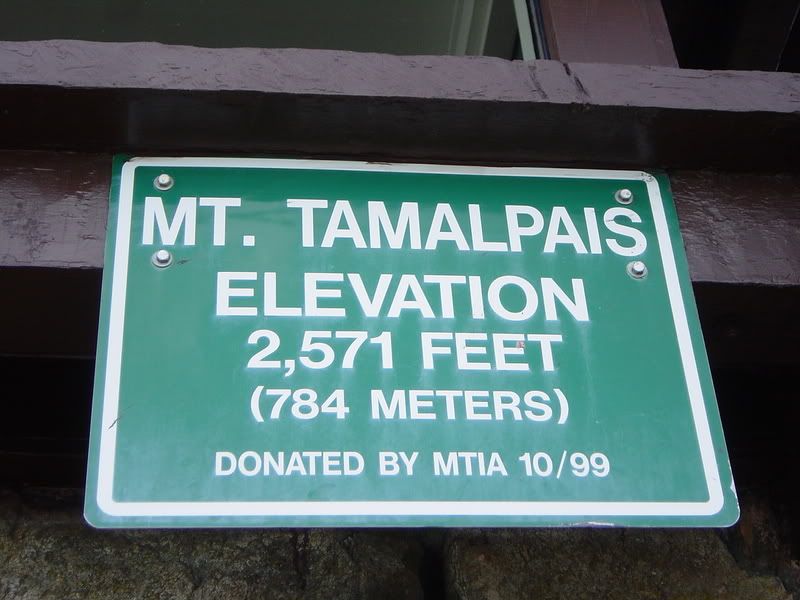 MT. TAMALPAIS
ELEVATION
2,571 FEET
(784 METERS)
DONATED BY MTIA 10/99